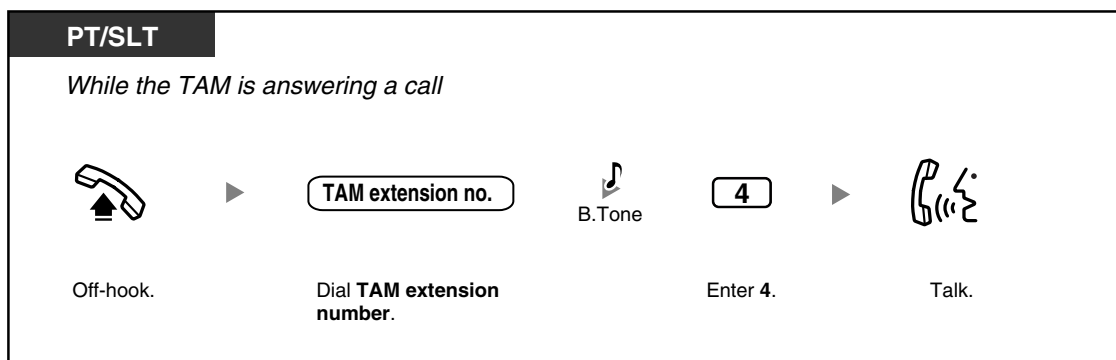 PT/SLT
While the TAM is answering a call
TAM extension no.
B.Tone
4
Off-hook.
Dial TAM extension
number.
Enter 4.
Talk.